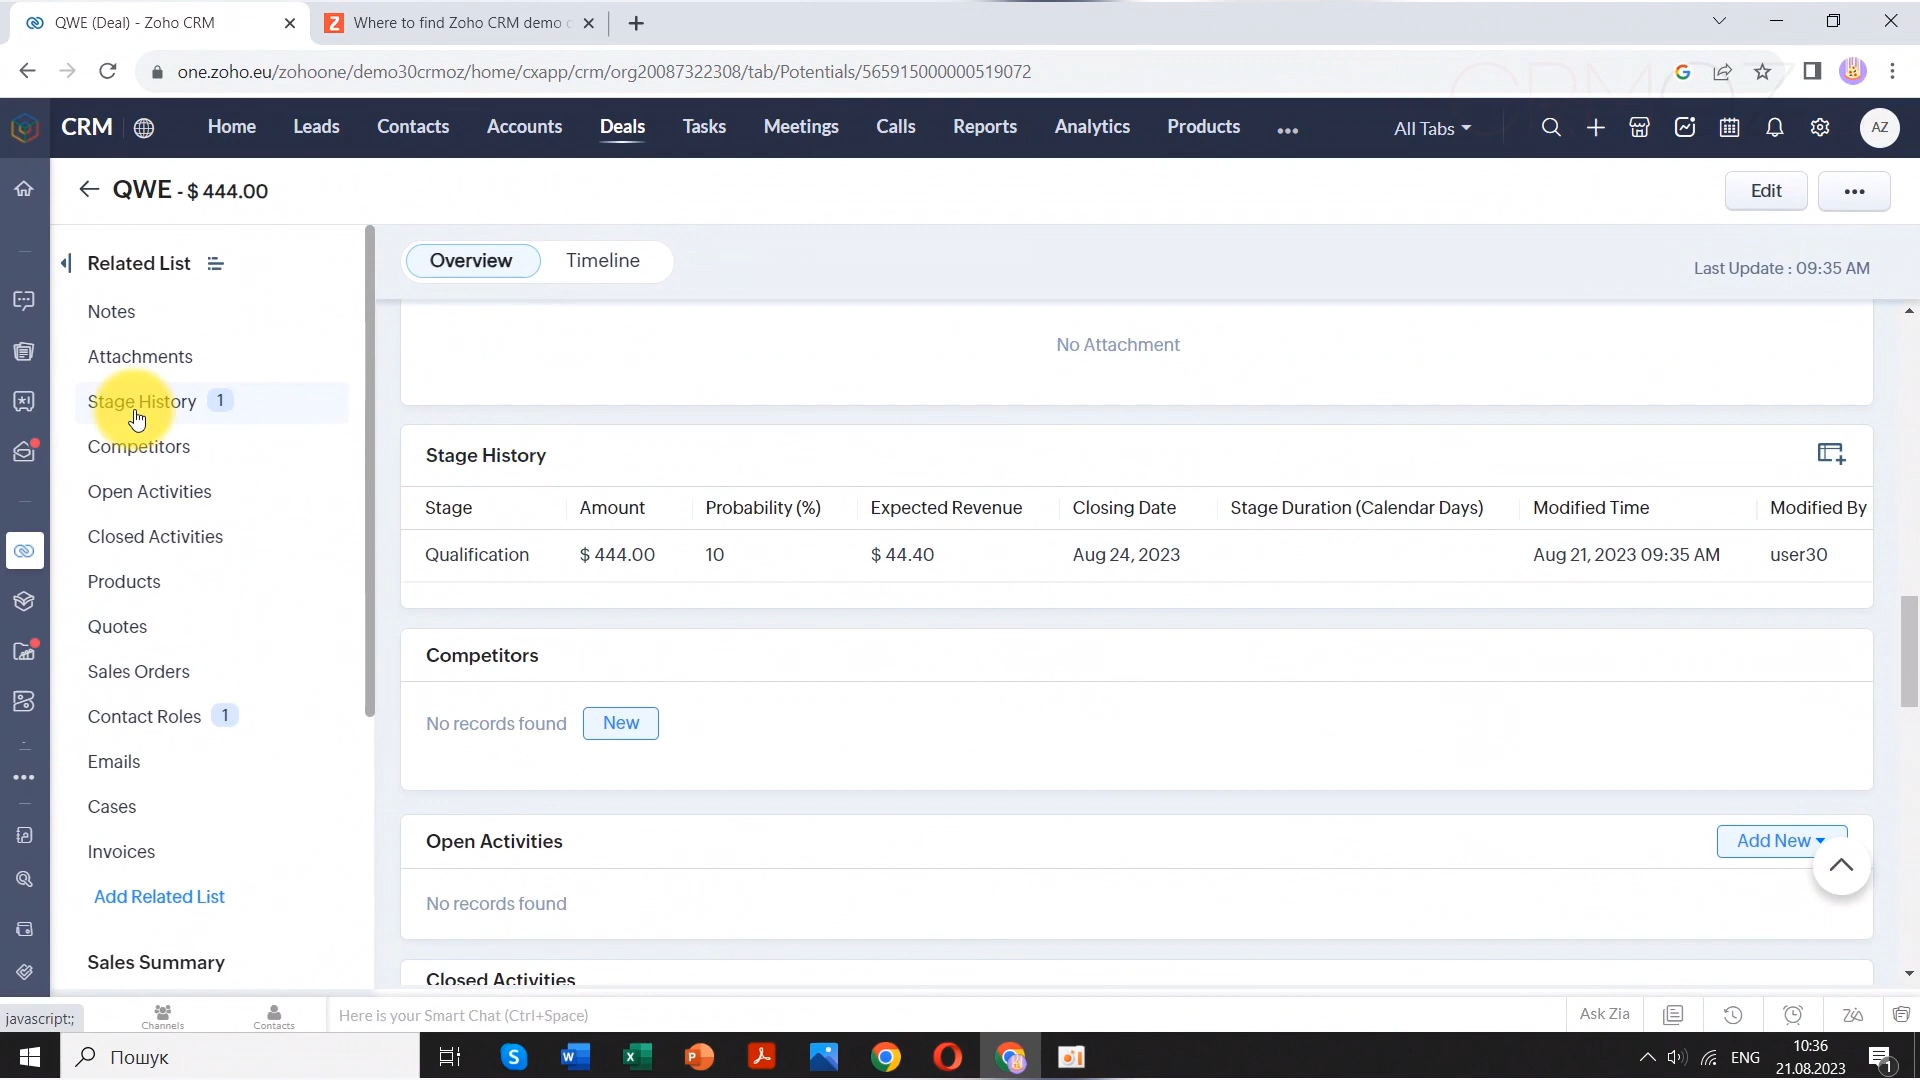 QWE (Deal) - Zoho CRM
Where to find Zoho CRM demo
one.zoho.eu/zohoone/demo30crmoz/home/cxapp/crm/org20087322308/tab/Potentials/565915000000519072
CRM
Home
Leads
Contacts
Accounts
Deals
Tasks
Meetings
Calls
Reports
Analytics
Products
All Tabs
AZ
QWE - $ 444.00
Edit
Related List
Notes
Attachments
Stage History 1
Competitors
Open Activities
Closed Activities
Products
Quotes
Sales Orders
Contact Roles 1
Emails
Cases
Invoices
Add Related List
Sales Summary
Overview
Timeline
Last Update : 09:35 AM
No Attachment
Stage History
Stage Amount Probability (%) Expected Revenue Closing Date Stage Duration (Calendar Days) Modified Time Modified By
Qualification $ 444.00 10 $ 44.40 Aug 24, 2023 Aug 21, 2023 09:35 AM user30
Competitors
No records found New
Open Activities
Add New
No records found
Closed Activities
javascript:;
Channels
Contacts
Here is your Smart Chat (Ctrl+Space)
Ask Zia
Пошук
ENG
10:36
21.08.2023
1